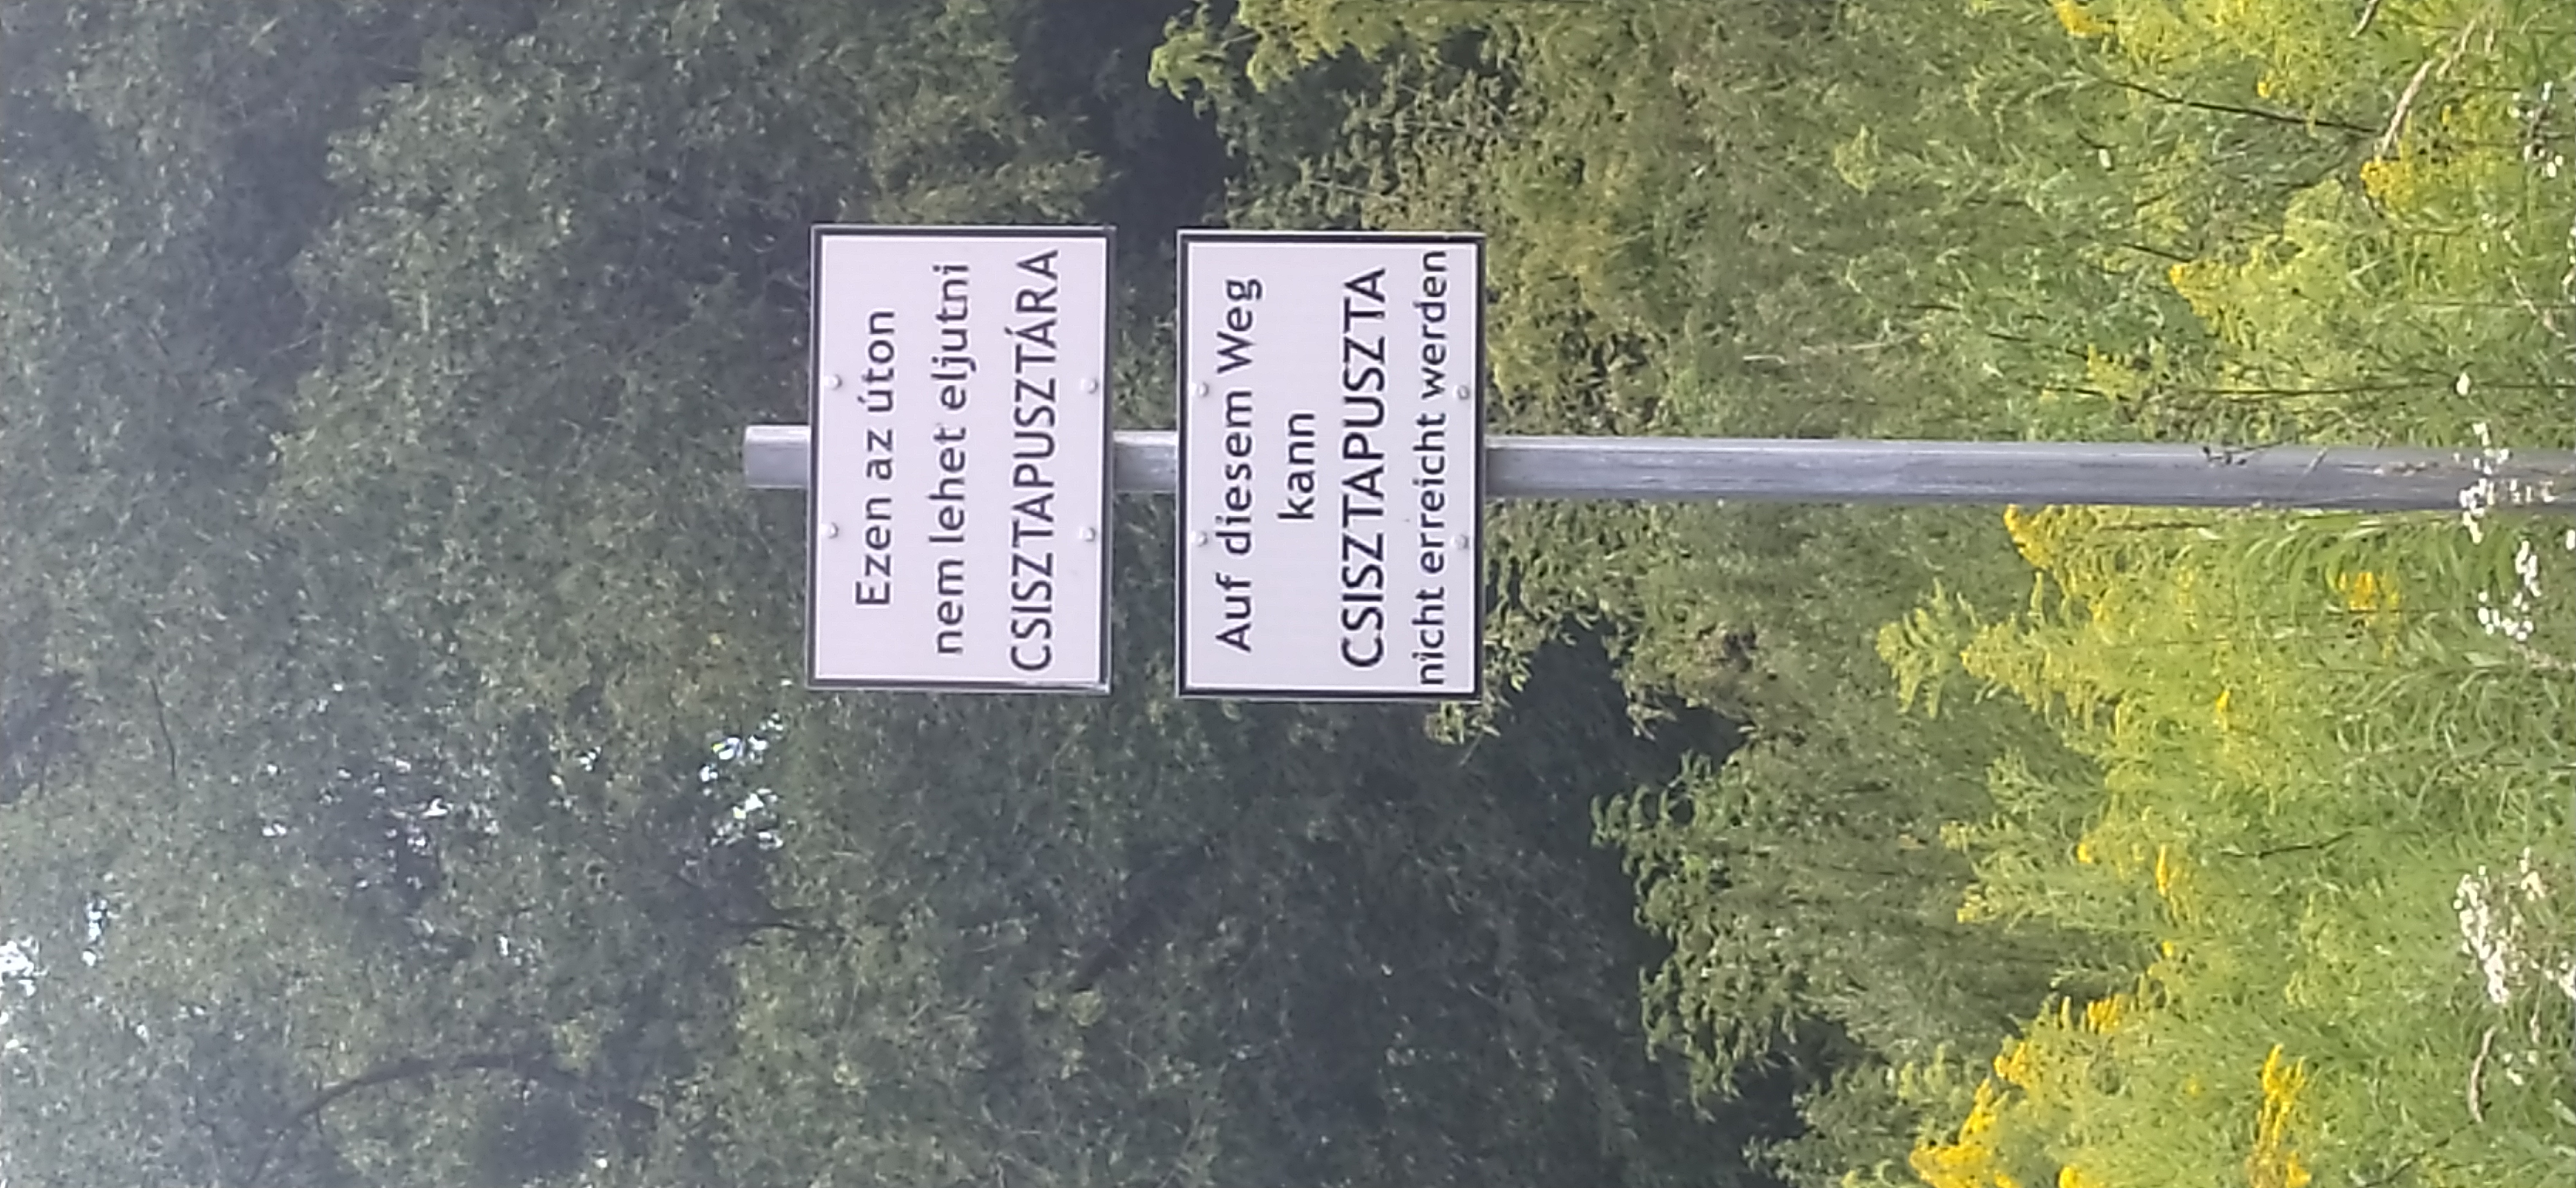 Ezen az úton
nem lehet eljutni
CSISZTAPUSZTÁRA
Auf diesem Weg
kann
CSISZTAPUSZTA
nicht erreicht werden